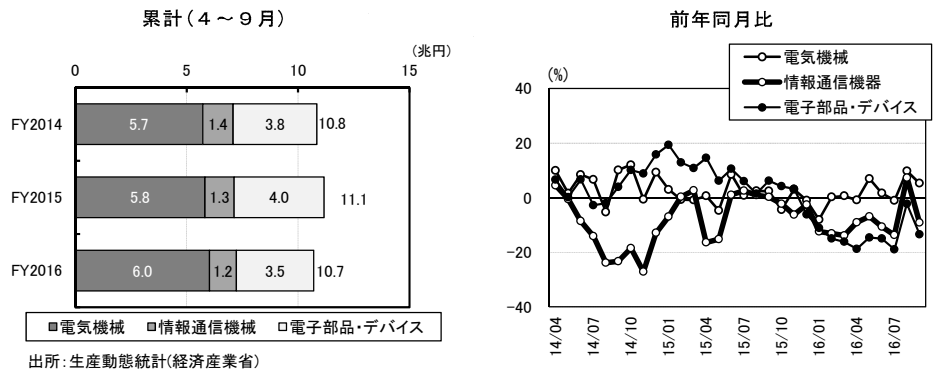 累計(４～９月)
(兆円)
0 5 10 15
FY2014 5.7 1.4 3.8 10.8
FY2015 5.8 1.3 4.0 11.1
FY2016 6.0 1.2 3.5 10.7
■電気機械 ■情報通信機械 □電子部品・デバイス
出所：生産動態統計(経済産業省)
前年同月比
電気機械
情報通信機器
電子部品・デバイス
(%)
40
20
0
−20
−40
14/04 14/07 14/10 15/01 15/04 15/07 15/10 16/01 16/04 16/07